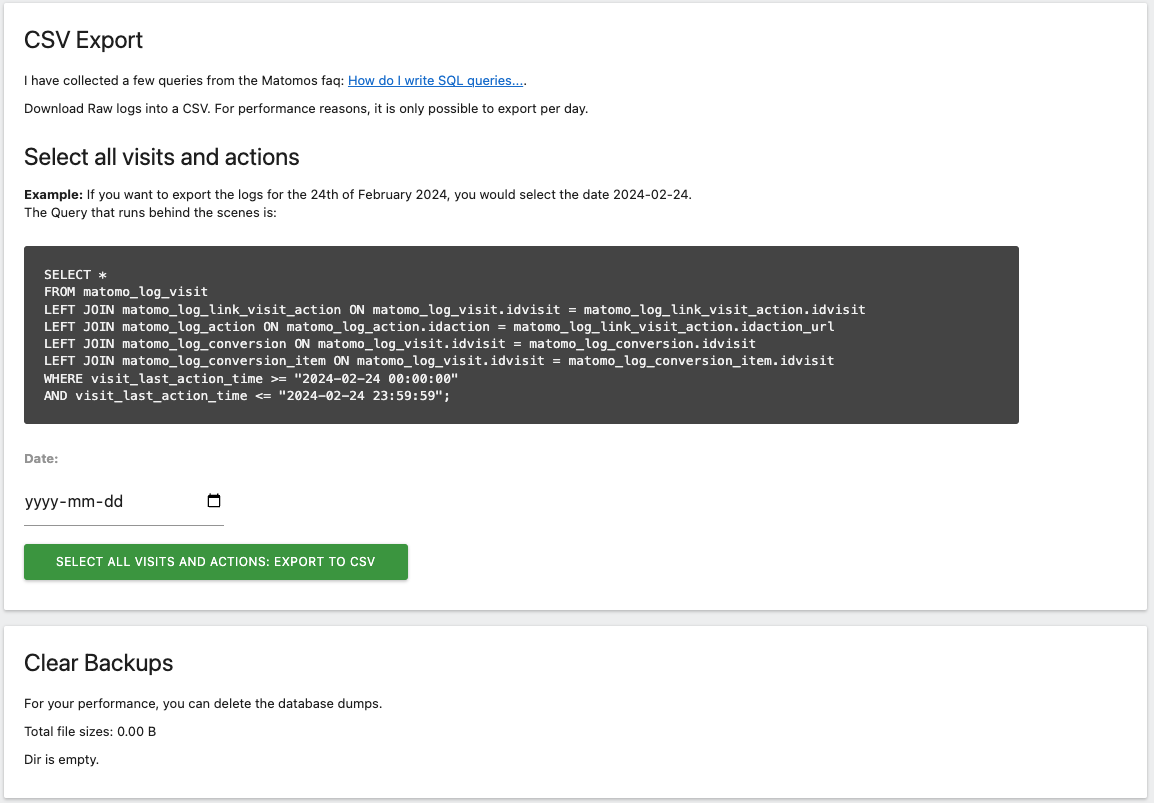 CSV Export
I have collected a few queries from the Matomos faq: How do I write SQL queries....
Download Raw logs into a CSV. For performance reasons, it is only possible to export per day.
Select all visits and actions
Example: If you want to export the logs for the 24th of February 2024, you would select the date 2024-02-24.
The Query that runs behind the scenes is:
SELECT *
FROM matomo_log_visit
LEFT JOIN matomo_log_link_visit_action ON matomo_log_visit.idvisit = matomo_log_link_visit_action.idvisit
LEFT JOIN matomo_log_action ON matomo_log_action.idaction = matomo_log_link_visit_action.idaction_url
LEFT JOIN matomo_log_conversion ON matomo_log_visit.idvisit = matomo_log_conversion.idvisit
LEFT JOIN matomo_log_conversion_item ON matomo_log_visit.idvisit = matomo_log_conversion_item.idvisit
WHERE visit_last_action_time >= "2024-02-24 00:00:00"
AND visit_last_action_time <= "2024-02-24 23:59:59";
Date:
yyyy-mm-dd
SELECT ALL VISITS AND ACTIONS: EXPORT TO CSV
Clear Backups
For your performance, you can delete the database dumps.
Total file sizes: 0.00 B
Dir is empty.